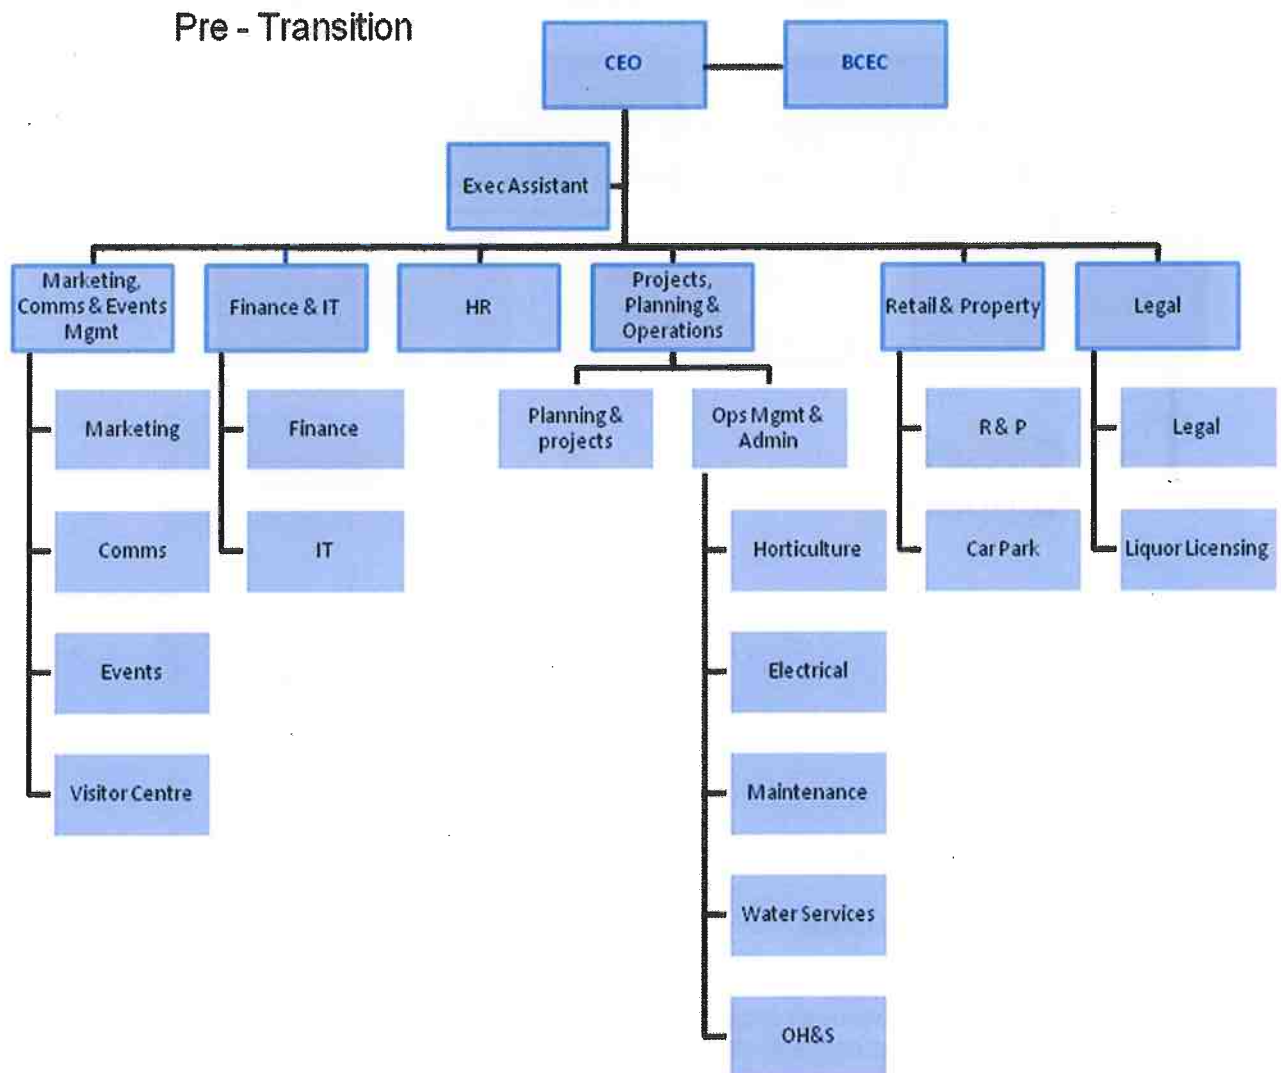 Pre - Transition
CEO
BCEC
Exec Assistant
Marketing,
Comms & Events
Mgmt
Finance & IT
HR
Projects,
Planning &
Operations
Retail & Property
Legal
Marketing
Finance
Planning &
projects
Ops Mgmt &
Admin
R & P
Legal
Comms
IT
Horticulture
Car Park
Liquor Licensing
Events
Electrical
Visitor Centre
Maintenance
Water Services
OH&S